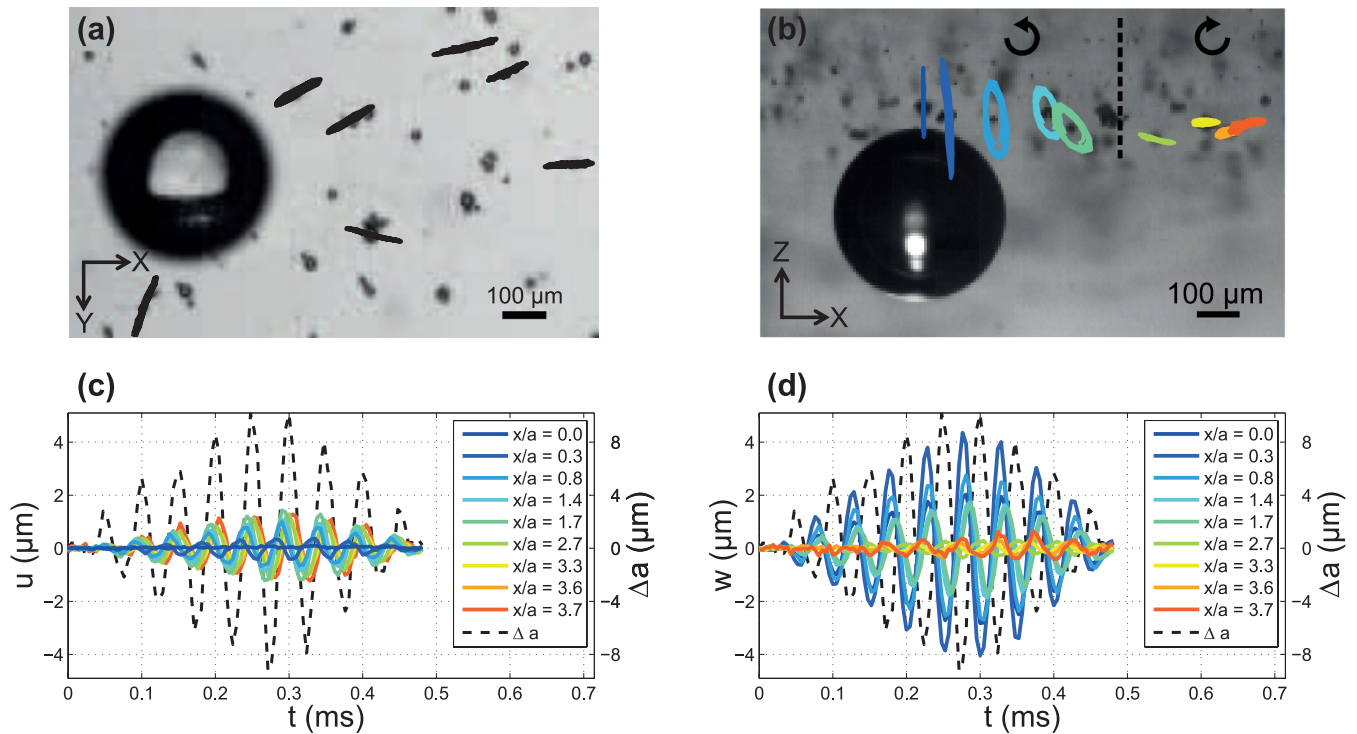 (a)
X
Y
100 µm
(b)
Z
X
100 µm
(c)
u (µm)
4
2
0
−2
−4
0
0.1
0.2
0.3
0.4
0.5
0.6
0.7
t (ms)
8
4
0
−4
−8
Δa (µm)
x/a = 0.0
x/a = 0.3
x/a = 0.8
x/a = 1.4
x/a = 1.7
x/a = 2.7
x/a = 3.3
x/a = 3.6
x/a = 3.7
Δ a
(d)
w (µm)
4
2
0
−2
−4
0
0.1
0.2
0.3
0.4
0.5
0.6
0.7
t (ms)
8
4
0
−4
−8
Δa (µm)
x/a = 0.0
x/a = 0.3
x/a = 0.8
x/a = 1.4
x/a = 1.7
x/a = 2.7
x/a = 3.3
x/a = 3.6
x/a = 3.7
Δ a